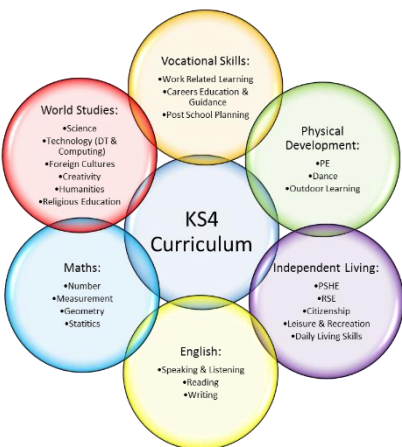 Vocational Skills:
•Work Related Learning
•Careers Education &
Guidance
•Post School Planning
World Studies:
•Science
•Technology (DT &
Computing)
•Foreign Cultures
•Creativity
•Humanities
•Religious Education
Physical
Development:
•PE
•Dance
•Outdoor Learning
KS4
Curriculum
Maths:
•Number
•Measurement
•Geometry
•Statitics
Independent Living:
•PSHE
•RSE
•Citizenship
•Leisure & Recreation
•Daily Living Skills
English:
•Speaking & Listening
•Reading
•Writing